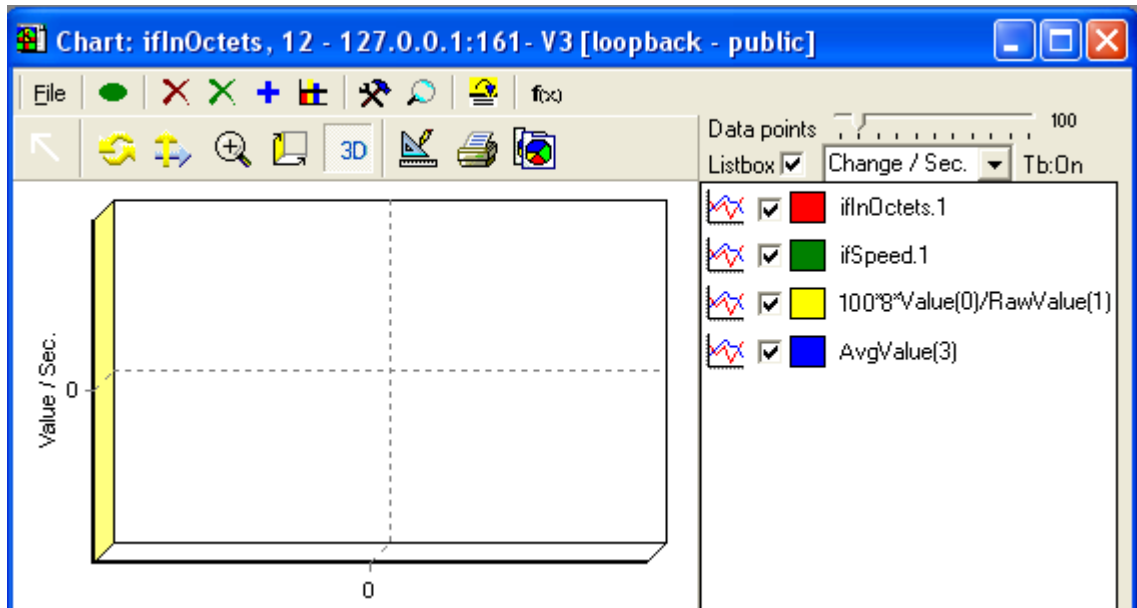 Chart: ifInOctets, 12 - 127.0.0.1:161- V3 [loopback - public]
File
f(x)
3D
Data points
100
Listbox
Change / Sec.
Tb:On
ifInOctets.1
ifSpeed.1
100*8*Value(0)/RawValue(1)
AvgValue(3)
Value / Sec.
0
0